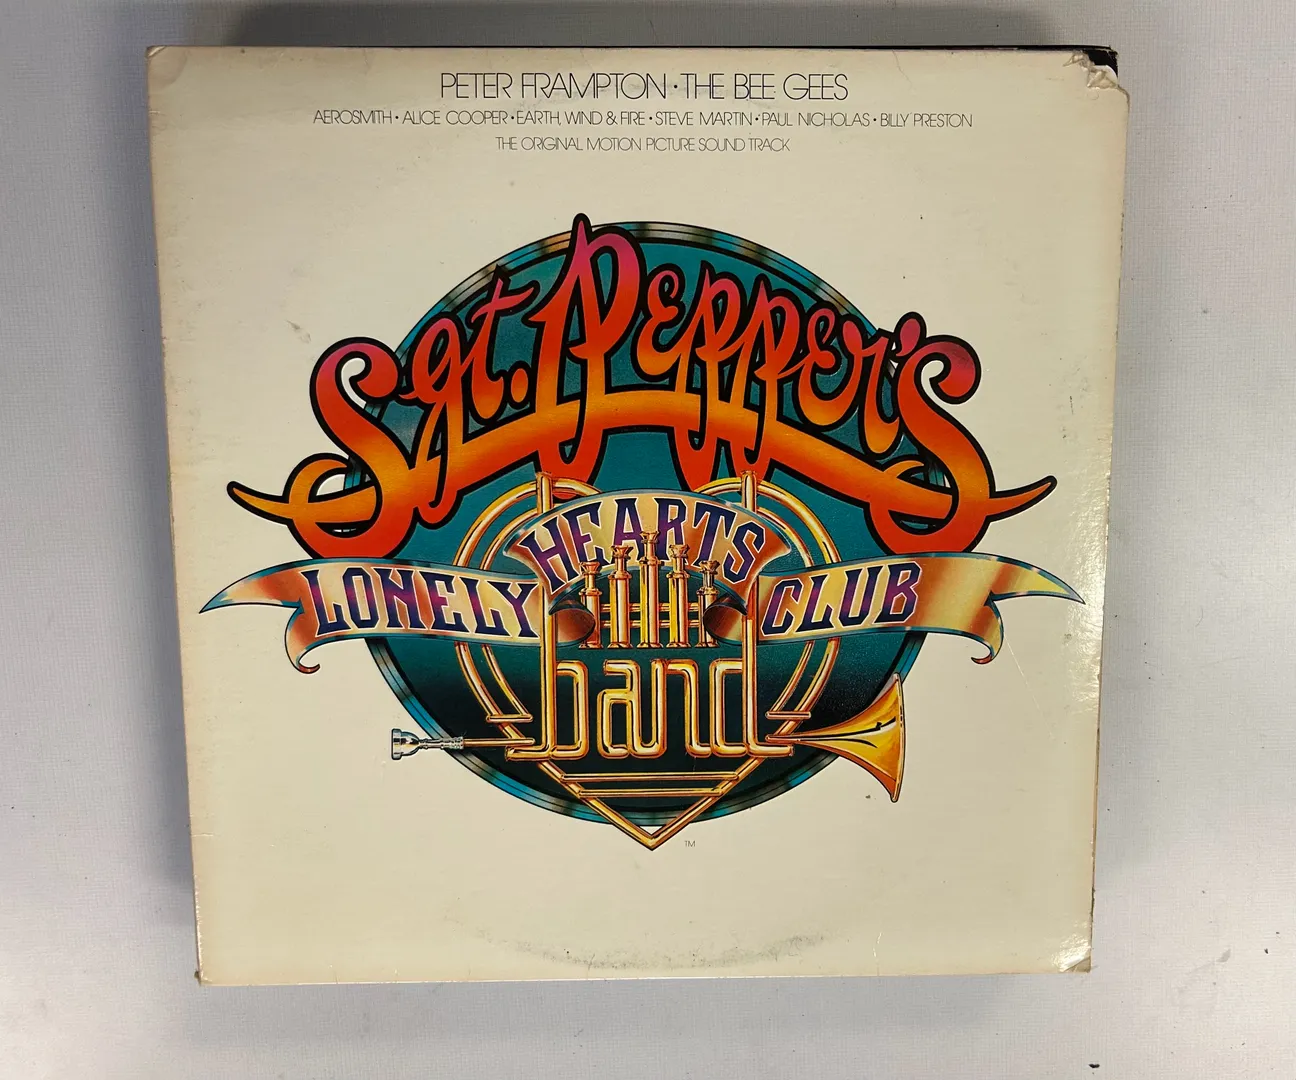 PETER FRAMPTON • THE BEE GEES
AEROSMITH • ALICE COOPER • EARTH, WIND & FIRE • STEVE MARTIN • PAUL NICHOLAS • BILLY PRESTON
THE ORIGINAL MOTION PICTURE SOUND TRACK
Sgt. Pepper's
LONELY HEARTS CLUB
band
TM